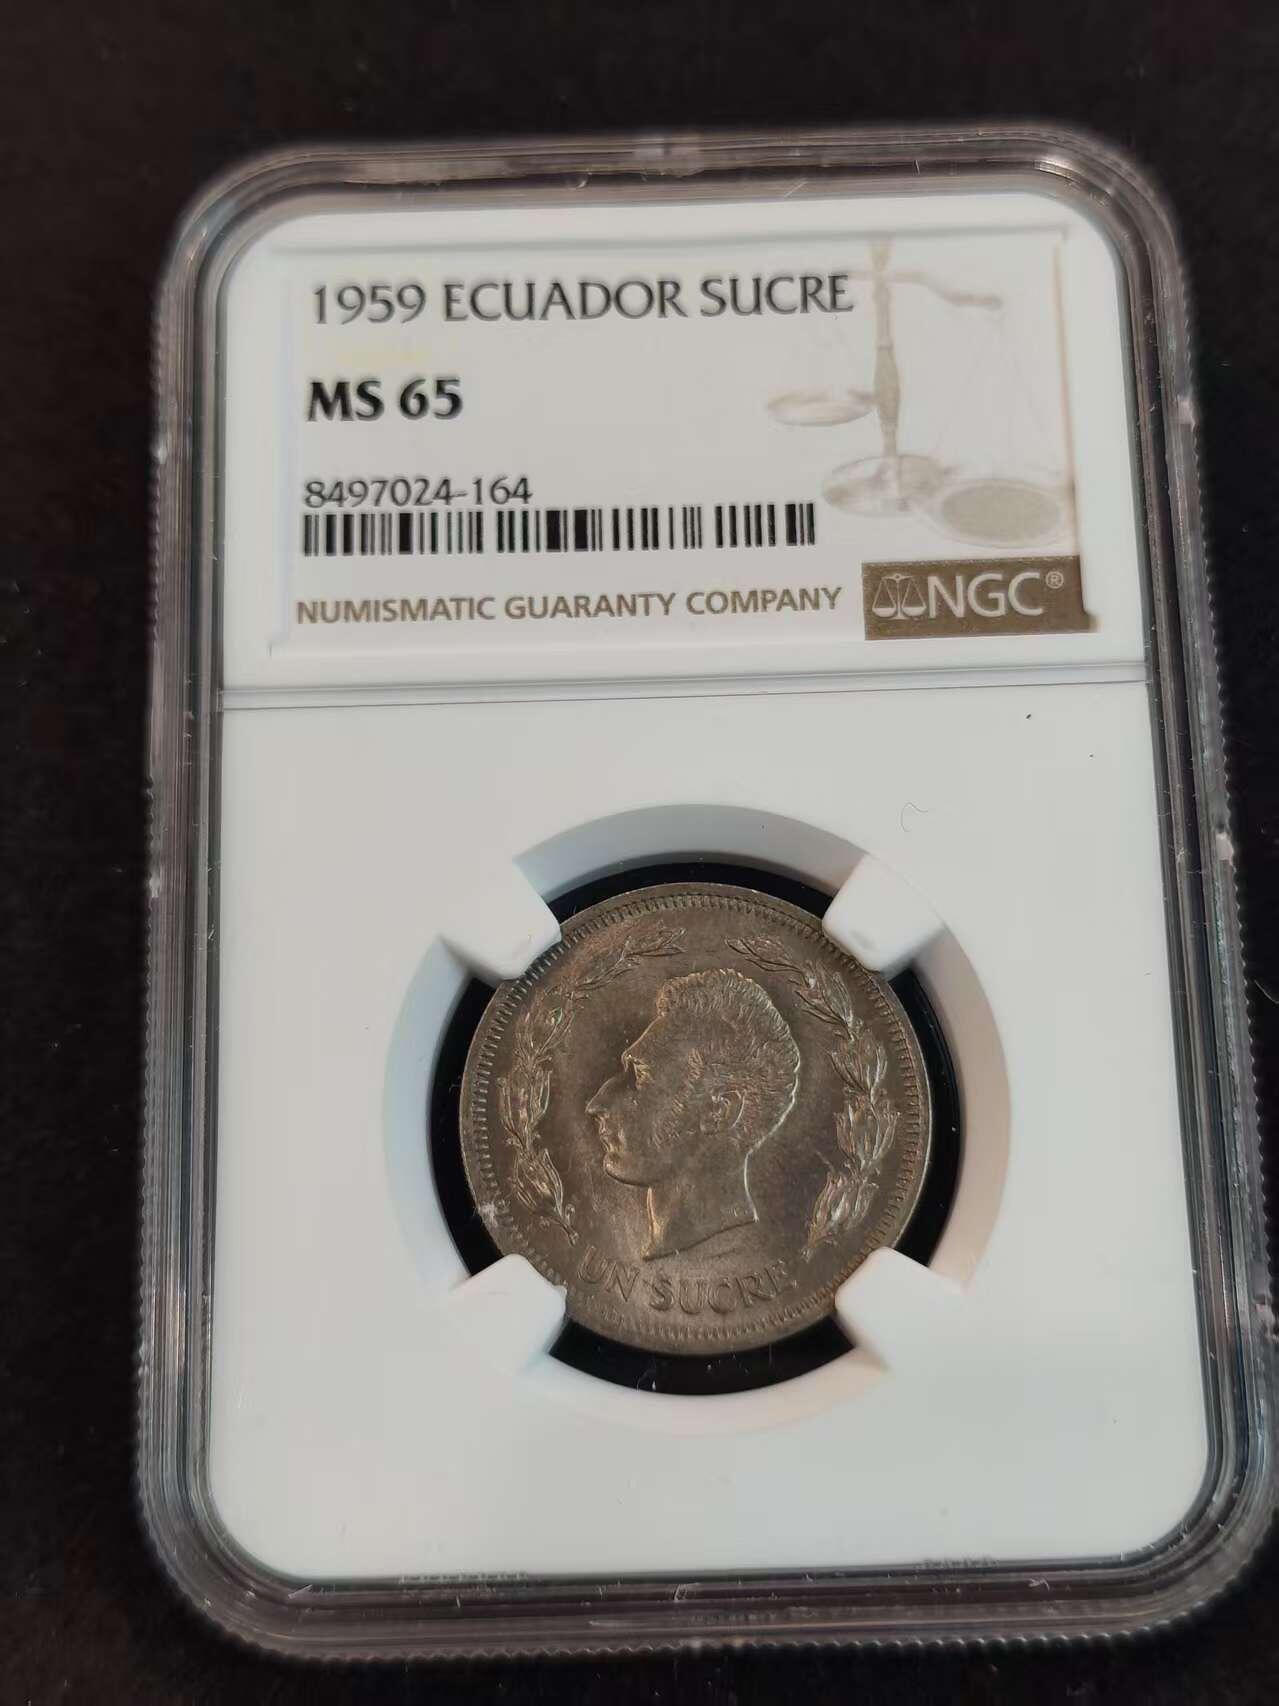 1959 ECUADOR SUCRE
MS 65
8497024-164
NUMISMATIC GUARANTY COMPANY
NGC®
UN SUCRE